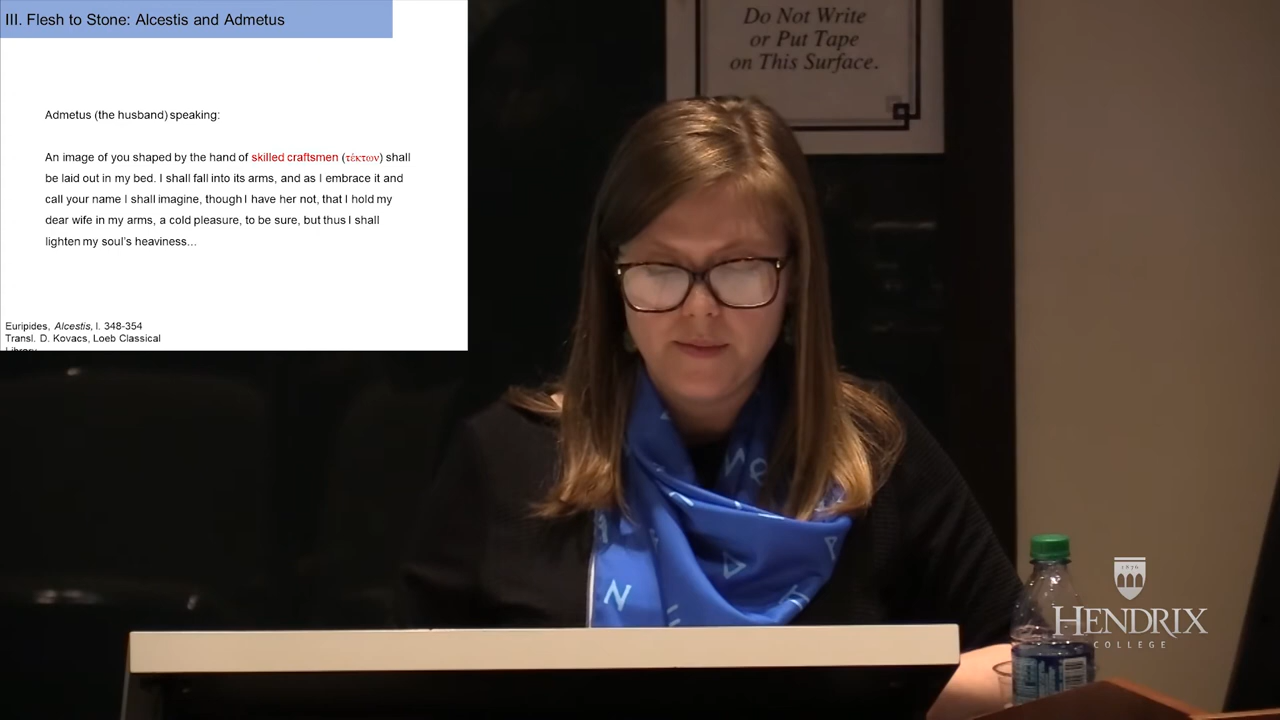 III. Flesh to Stone: Alcestis and Admetus
Admetus (the husband) speaking:
An image of you shaped by the hand of skilled craftsmen (τέκτων) shall
be laid out in my bed. I shall fall into its arms, and as I embrace it and
call your name I shall imagine, though I have her not, that I hold my
dear wife in my arms, a cold pleasure, to be sure, but thus I shall
lighten my soul's heaviness...
Euripides, Alcestis, l. 348-354
Transl. D. Kovacs, Loeb Classical
Library
Do Not Write
or Put Tape
on This Surface.
N
1876
HENDRIX
COLLEGE